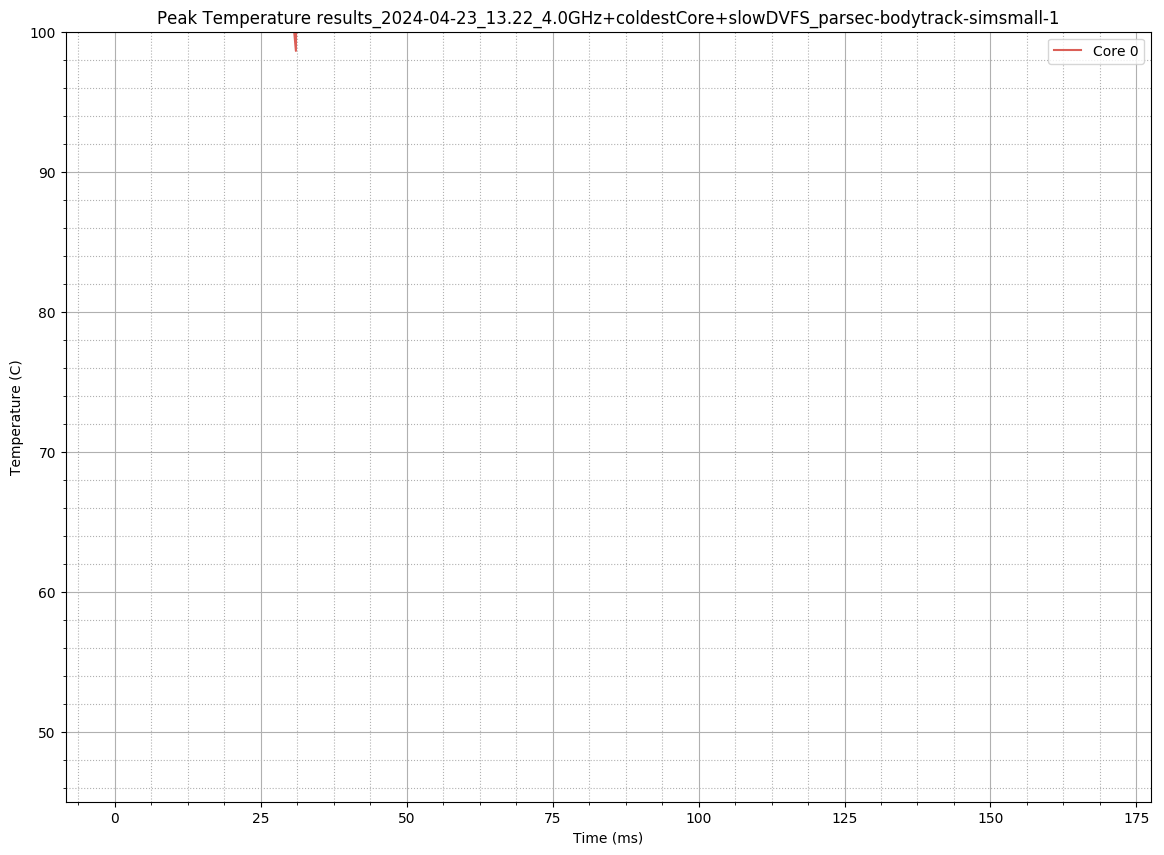 Peak Temperature results_2024-04-23_13.22_4.0GHz+coldestCore+slowDVFS_parsec-bodytrack-simsmall-1
Core 0
100
90
80
70
60
50
Temperature (C)
0 25 50 75 100 125 150 175
Time (ms)